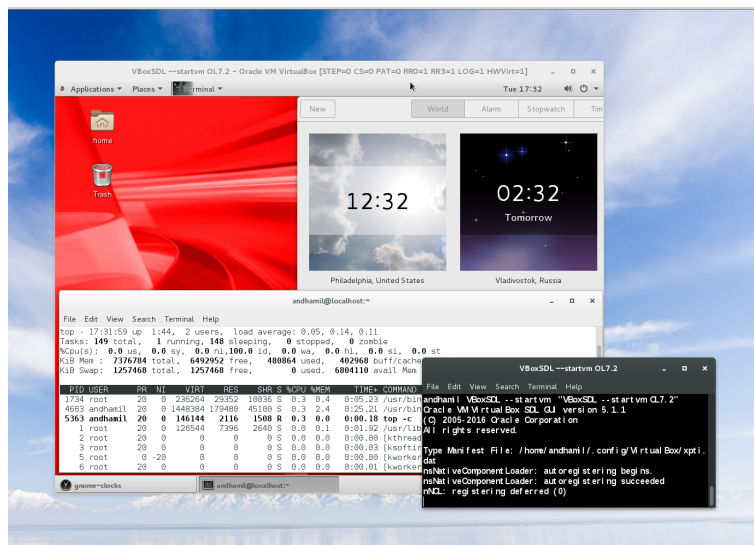 VBoxSDL --startvm OL7.2 - Oracle VM VirtualBox [STEP=0 CS=0 PAT=0 RR0=1 RR3=1 LOG=1 HWVirt=1]
Applications Places Terminal Tue 17:32
home
Trash
New World Alarm Stopwatch Tim
12:32
02:32
Tomorrow
Philadelphia, United States
Vladivostok, Russia
andhamil@localhost:~
File Edit View Search Terminal Help
top - 17:31:59 up 1:44, 2 users, load average: 0.05, 0.14, 0.11
Tasks: 149 total, 1 running, 148 sleeping, 0 stopped, 0 zombie
%Cpu(s): 0.0 us, 0.0 sy, 0.0 ni,100.0 id, 0.0 wa, 0.0 hi, 0.0 si, 0.0 st
KiB Mem : 7376784 total, 6492952 free, 480864 used, 402968 buff/cache
KiB Swap: 1257468 total, 1257468 free, 0 used. 6804110 avail Mem
PID USER PR NI VIRT RES SHR S %CPU %MEM TIME+ COMMAND
1734 root 20 0 236264 29352 10036 S 0.3 0.4 0:05.23 /usr/bin
4663 andhamil 20 0 1448384 179480 45100 S 0.3 2.4 0:25.21 /usr/bin
5363 andhamil 20 0 146144 2116 1508 R 0.3 0.0 0:00.18 top -c
1 root 20 0 126544 7396 2640 S 0.0 0.1 0:01.92 /usr/lib
2 root 20 0 0 0 0 S 0.0 0.0 0:00.00 [kthread
3 root 20 0 0 0 0 S 0.0 0.0 0:00.03 [ksoftir
5 root 0 -20 0 0 0 S 0.0 0.0 0:00.00 [kworker
6 root 20 0 0 0 0 S 0.0 0.0 0:00.01 [kworker
gnome-clocks andhamil@localhost:~
VBoxSDL --startvm OL7.2
File Edit View Search Terminal Help
andhamil VBoxSDL --startvm "VBoxSDL --startvm OL7.2"
Oracle VM VirtualBox SDL GUI version 5.1.1
(C) 2005-2016 Oracle Corporation
All rights reserved.
Type Manifest File: /home/andhamil/.config/VirtualBox/xpti.
dat
nsNativeComponentLoader: autoregistering begins.
nsNativeComponentLoader: autoregistering succeeded
nNCL: registering deferred (0)